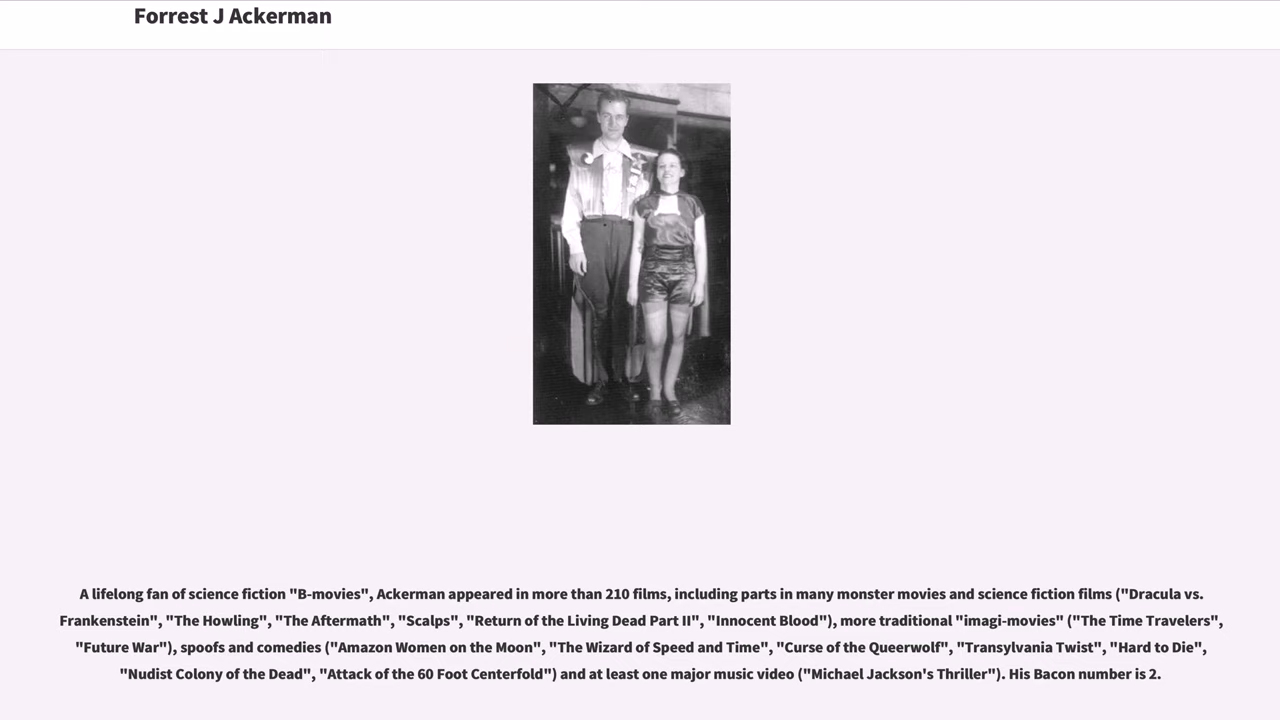 Forrest J Ackerman
A lifelong fan of science fiction "B-movies", Ackerman appeared in more than 210 films, including parts in many monster movies and science fiction films ("Dracula vs.
Frankenstein", "The Howling", "The Aftermath", "Scalps", "Return of the Living Dead Part II", "Innocent Blood"), more traditional "imagi-movies" ("The Time Travelers",
"Future War"), spoofs and comedies ("Amazon Women on the Moon", "The Wizard of Speed and Time", "Curse of the Queerwolf", "Transylvania Twist", "Hard to Die",
"Nudist Colony of the Dead", "Attack of the 60 Foot Centerfold") and at least one major music video ("Michael Jackson's Thriller"). His Bacon number is 2.